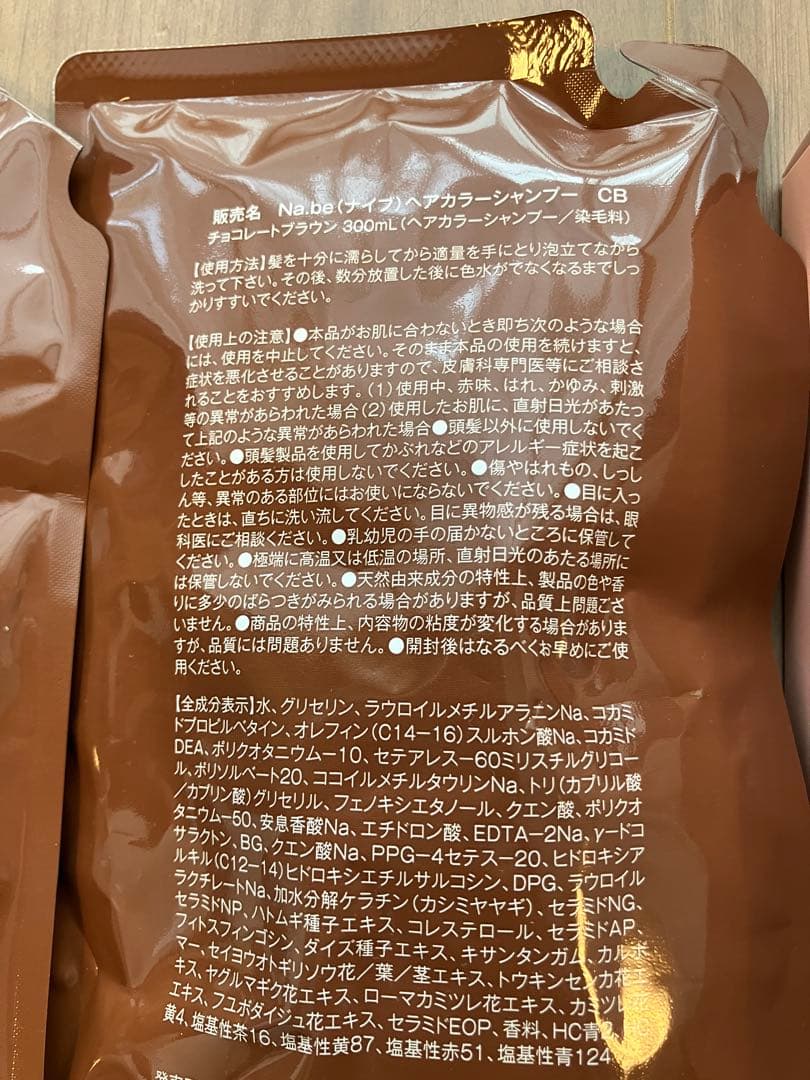 販売名　Na.be(ナイブ)ヘアカラーシャンプー　CB
チョコレートブラウン 300mL(ヘアカラーシャンプー/染毛料)
【使用方法】髪を十分に濡らしてから適量を手にとり泡立てながら
洗って下さい。その後、数分放置した後に色水がでなくなるまでしっ
かりすすいでください。
【使用上の注意】●本品がお肌に合わないとき即ち次のような場合
には、使用を中止してください。そのまま本品の使用を続けますと、
症状を悪化させることがありますので、皮膚科専門医等にご相談さ
れることをおすすめします。(1)使用中、赤味、はれ、かゆみ、刺激
等の異常があらわれた場合(2)使用したお肌に、直射日光があたっ
て上記のような異常があらわれた場合●頭髪以外に使用しないでく
ださい。●頭髪製品を使用してかぶれなどのアレルギー症状を起こ
したことがある方は使用しないでください。●傷やはれもの、しっし
ん等、異常のある部位にはお使いにならないでください。●目に入っ
たときは、直ちに洗い流してください。目に異物感が残る場合は、眼
科医にご相談ください。●乳幼児の手の届かないところに保管して
ください。●極端に高温又は低温の場所、直射日光のあたる場所に
は保管しないでください。●天然由来成分の特性上、製品の色や香
りに多少のばらつきがみられる場合がありますが、品質上問題ござ
いません。●商品の特性上、内容物の粘度が変化する場合がありま
すが、品質には問題ありません。●開封後はなるべくお早めにご使
用ください。
【全成分表示】水、グリセリン、ラウロイルメチルアラニンNa、コカミ
ドプロピルベタイン、オレフィン(C14-16)スルホン酸Na、コカミド
DEA、ポリクオタニウム-10、セテアレス-60ミリスチルグリコー
ル、ポリソルベート20、ココイルメチルタウリンNa、トリ(カプリル酸
/カプリン酸)グリセリル、フェノキシエタノール、クエン酸、ポリクオ
タニウム-50、安息香酸Na、エチドロン酸、EDTA-2Na、γ-ドコ
サラクトン、BG、クエン酸Na、PPG-4セテス-20、ヒドロキシア
ルキル(C12-14)ヒドロキシエチルサルコシン、DPG、ラウロイル
ラクチレートNa、加水分解ケラチン(カシミヤヤギ)、セラミドNG、
セラミドNP、ハトムギ種子エキス、コレステロール、セラミドAP、
フィトスフィンゴシン、ダイズ種子エキス、キサンタンガム、カルボ
マー、セイヨウオトギリソウ花/葉/茎エキス、トウキンセンカ花エ
キス、ヤグルマギク花エキス、ローマカミツレ花エキス、カミツレ花
エキス、フユボダイジュ花エキス、セラミドEOP、香料、HC青2、
黄4、塩基性茶16、塩基性黄87、塩基性赤51、塩基性青124